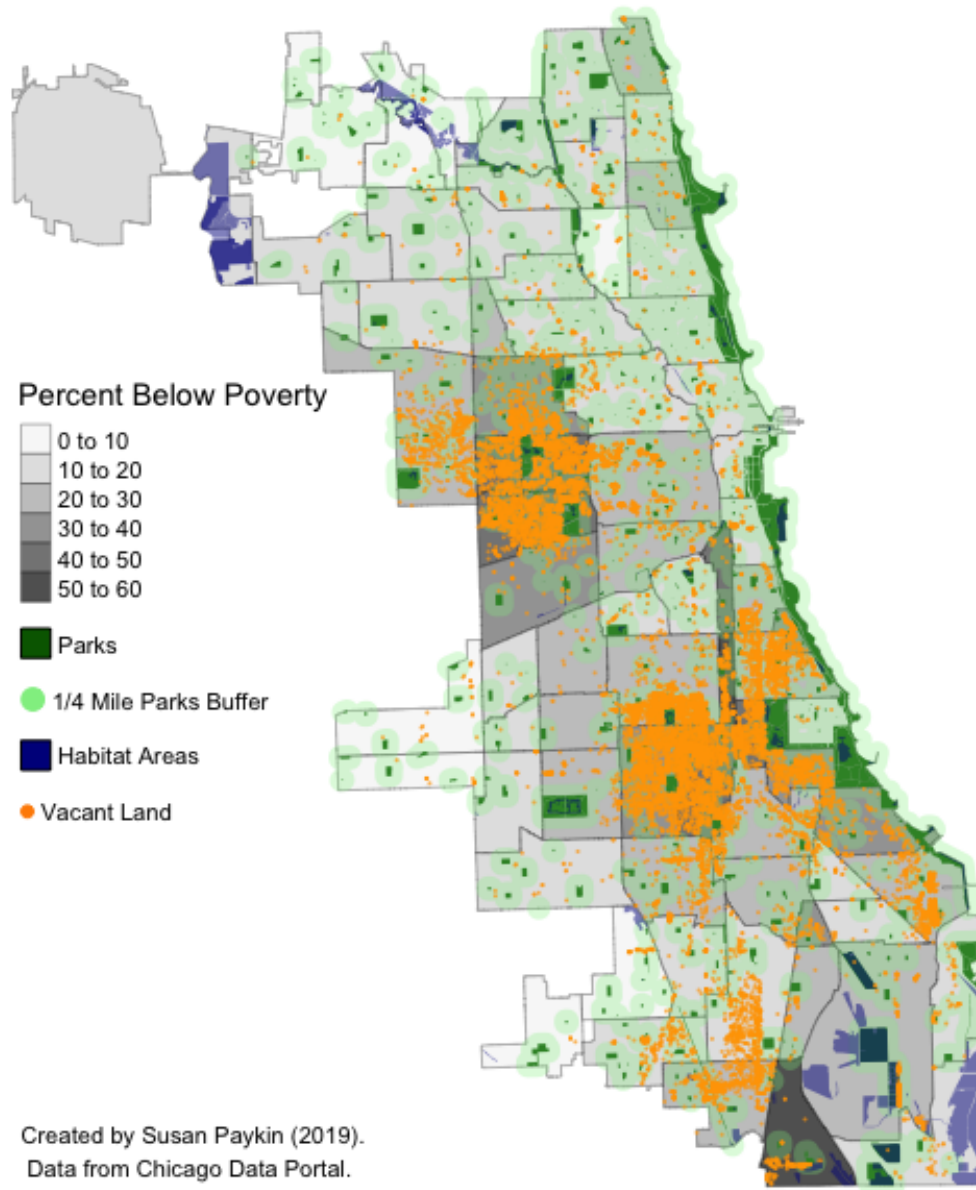 Percent Below Poverty
0 to 10
10 to 20
20 to 30
30 to 40
40 to 50
50 to 60
Parks
1/4 Mile Parks Buffer
Habitat Areas
Vacant Land
Created by Susan Paykin (2019).
Data from Chicago Data Portal.